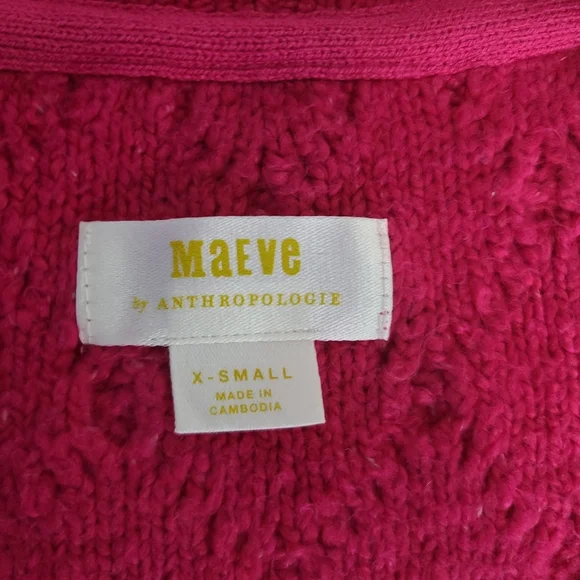 MaEve
by ANTHROPOLOGIE
X-SMALL
MADE IN
CAMBODIA